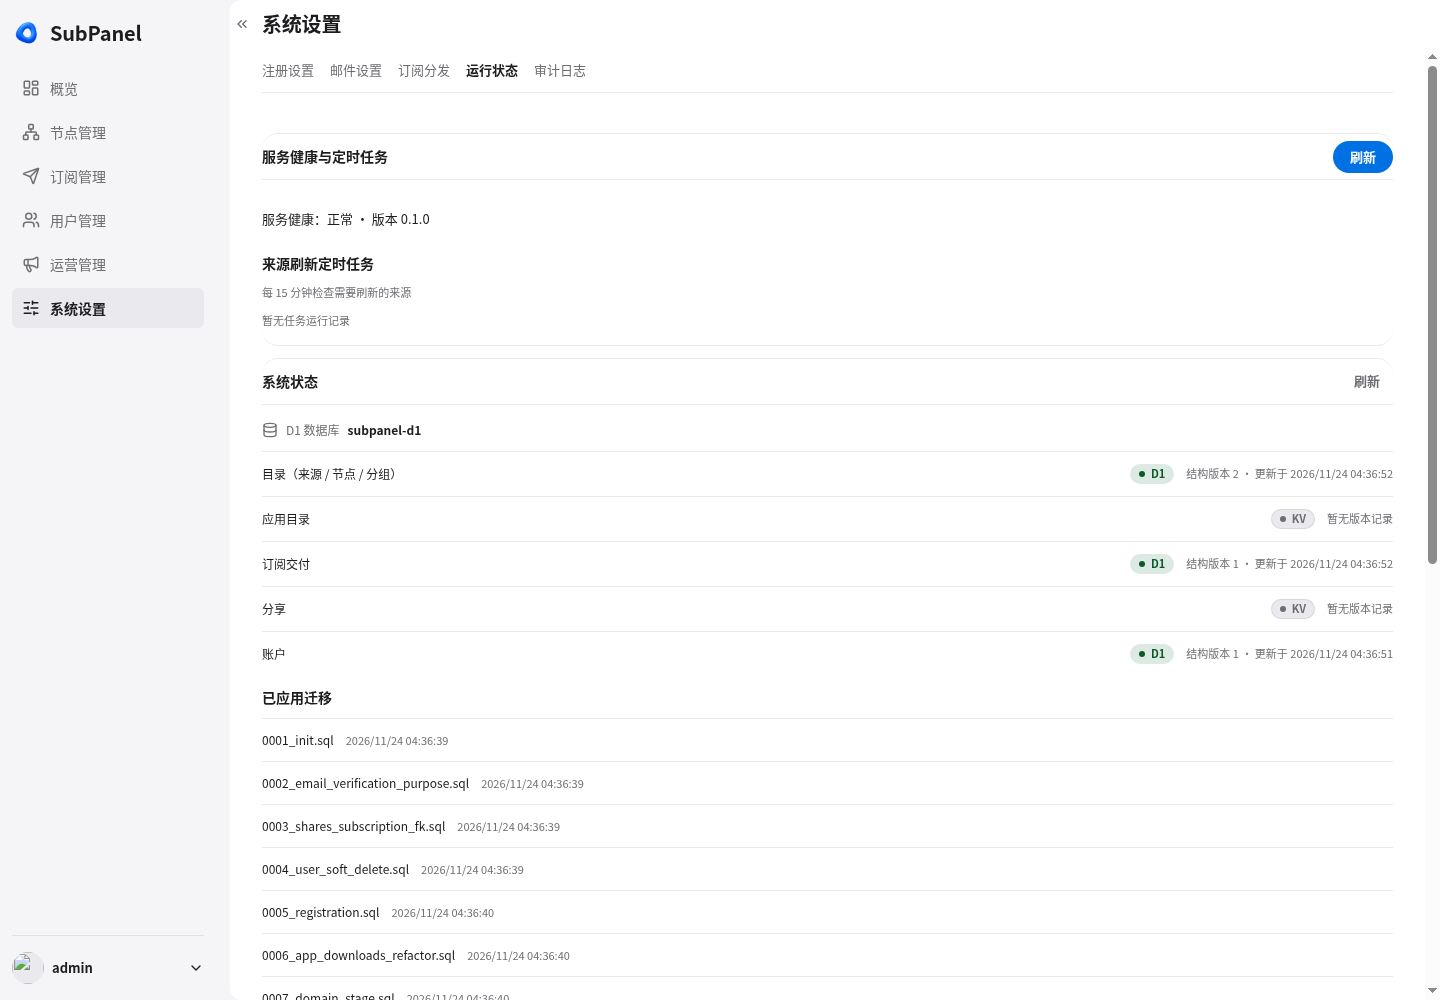 SubPanel
概览
节点管理
订阅管理
用户管理
运营管理
系统设置
admin
系统设置
注册设置 邮件设置 订阅分发 运行状态 审计日志
服务健康与定时任务 刷新
服务健康：正常 · 版本 0.1.0
来源刷新定时任务
每 15 分钟检查需要刷新的来源
暂无任务运行记录
系统状态 刷新
D1 数据库 subpanel-d1
目录（来源 / 节点 / 分组） D1 结构版本 2 · 更新于 2026/11/24 04:36:52
应用目录 KV 暂无版本记录
订阅交付 D1 结构版本 1 · 更新于 2026/11/24 04:36:52
分享 KV 暂无版本记录
账户 D1 结构版本 1 · 更新于 2026/11/24 04:36:51
已应用迁移
0001_init.sql 2026/11/24 04:36:39
0002_email_verification_purpose.sql 2026/11/24 04:36:39
0003_shares_subscription_fk.sql 2026/11/24 04:36:39
0004_user_soft_delete.sql 2026/11/24 04:36:39
0005_registration.sql 2026/11/24 04:36:40
0006_app_downloads_refactor.sql 2026/11/24 04:36:40
0007_domain_stage.sql 2026/11/24 04:36:40